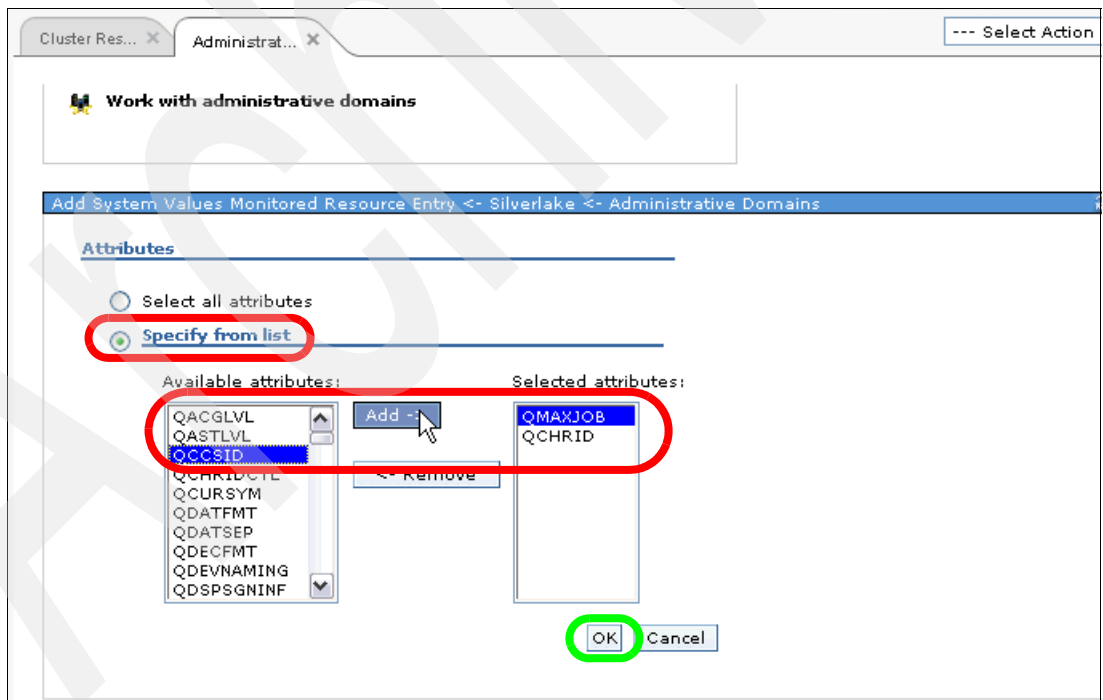 Cluster Res...
Administrat...
--- Select Action
Work with administrative domains
Add System Values Monitored Resource Entry <- Silverlake <- Administrative Domains
Attributes
Select all attributes
Specify from list
Available attributes:
Selected attributes:
QACGLVL
QASTLVL
QCCSID
QCHRIDCTL
QCURSYM
QDATFMT
QDATSEP
QDECFMT
QDEVNAMING
QDSPSGNINF
Add ->
<- Remove
QMAXJOB
QCHRID
OK
Cancel